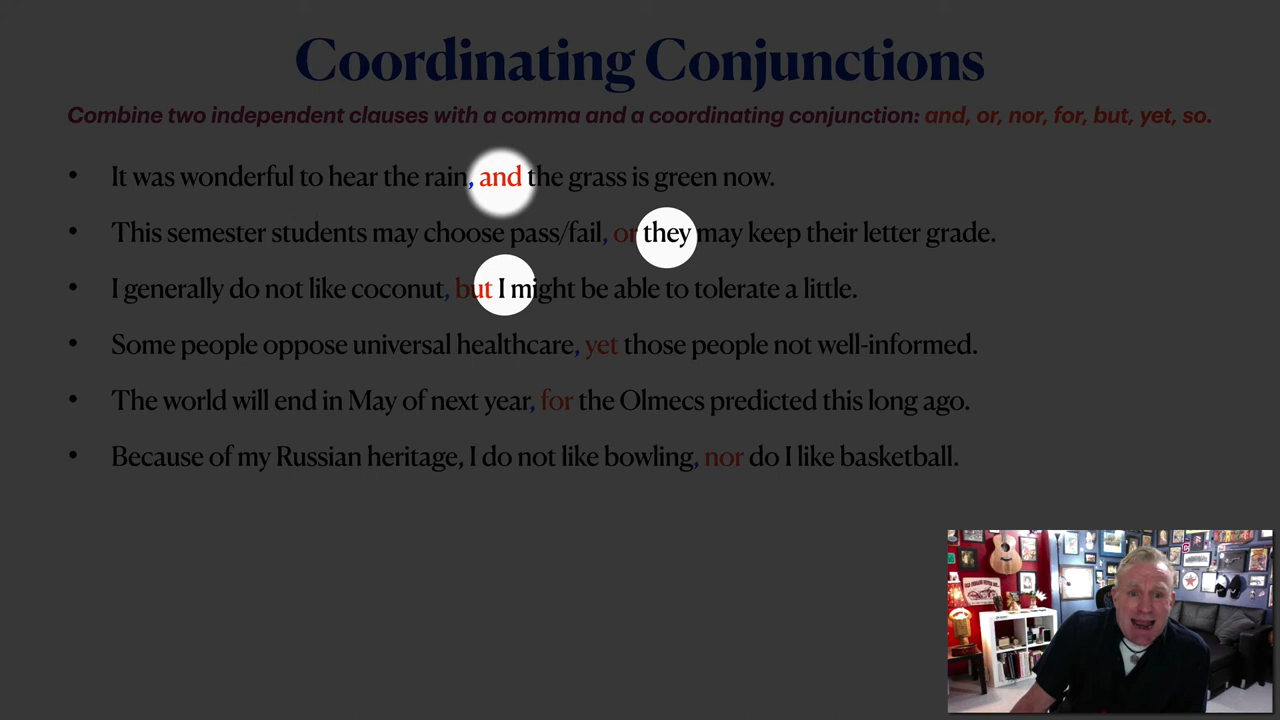 Coordinating Conjunctions
Combine two independent clauses with a comma and a coordinating conjunction: and, or, nor, for, but, yet, so.
• It was wonderful to hear the rain, and the grass is green now.
• This semester students may choose pass/fail, or they may keep their letter grade.
• I generally do not like coconut, but I might be able to tolerate a little.
• Some people oppose universal healthcare, yet those people not well-informed.
• The world will end in May of next year, for the Olmecs predicted this long ago.
• Because of my Russian heritage, I do not like bowling, nor do I like basketball.